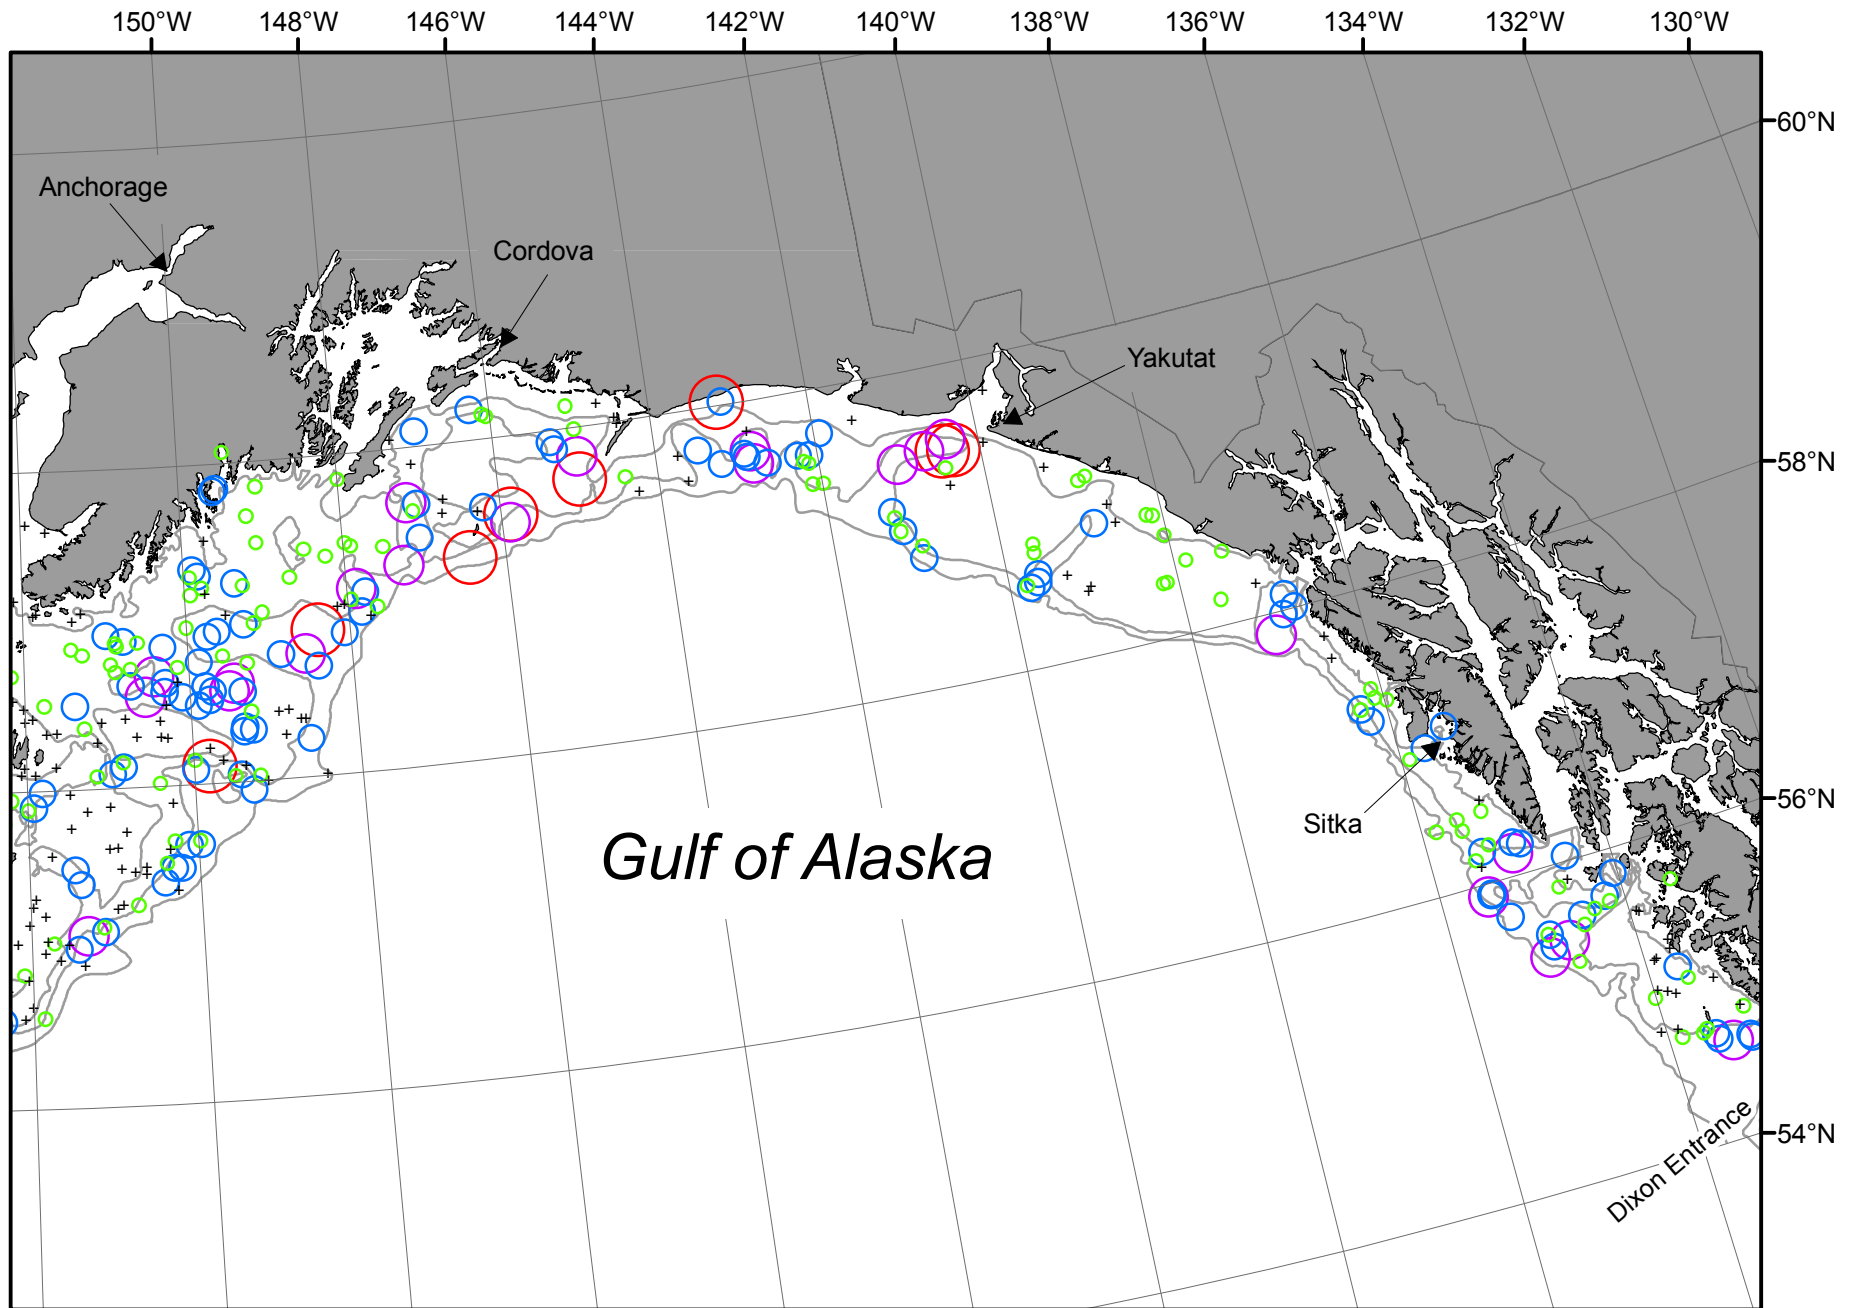 150°W 148°W 146°W 144°W 142°W 140°W 138°W 136°W 134°W 132°W 130°W
60°N
Anchorage
Cordova
Yakutat
58°N
56°N
Sitka
Gulf of Alaska
54°N
Dixon Entrance